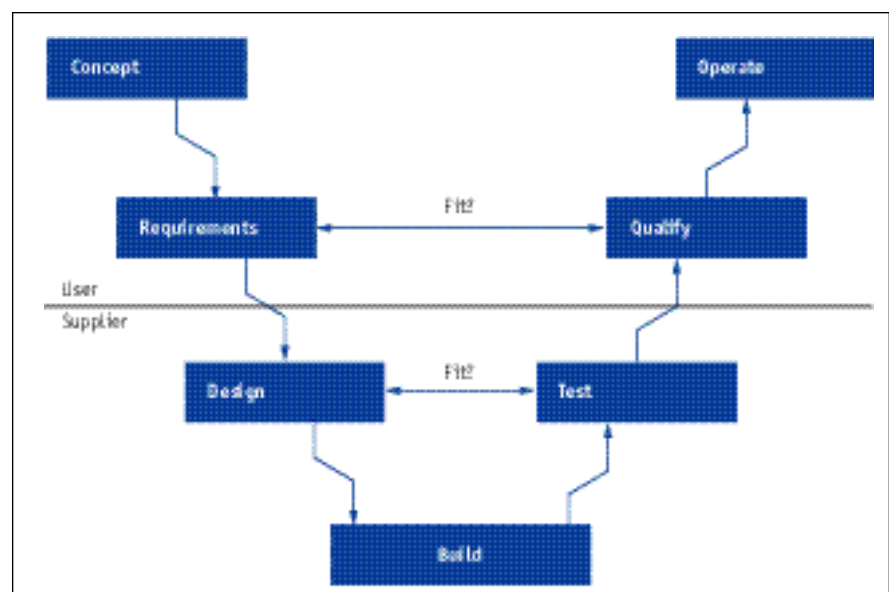 Concept
Operate
Requirements
Fit?
Qualify
User
Supplier
Design
Fit?
Test
Build